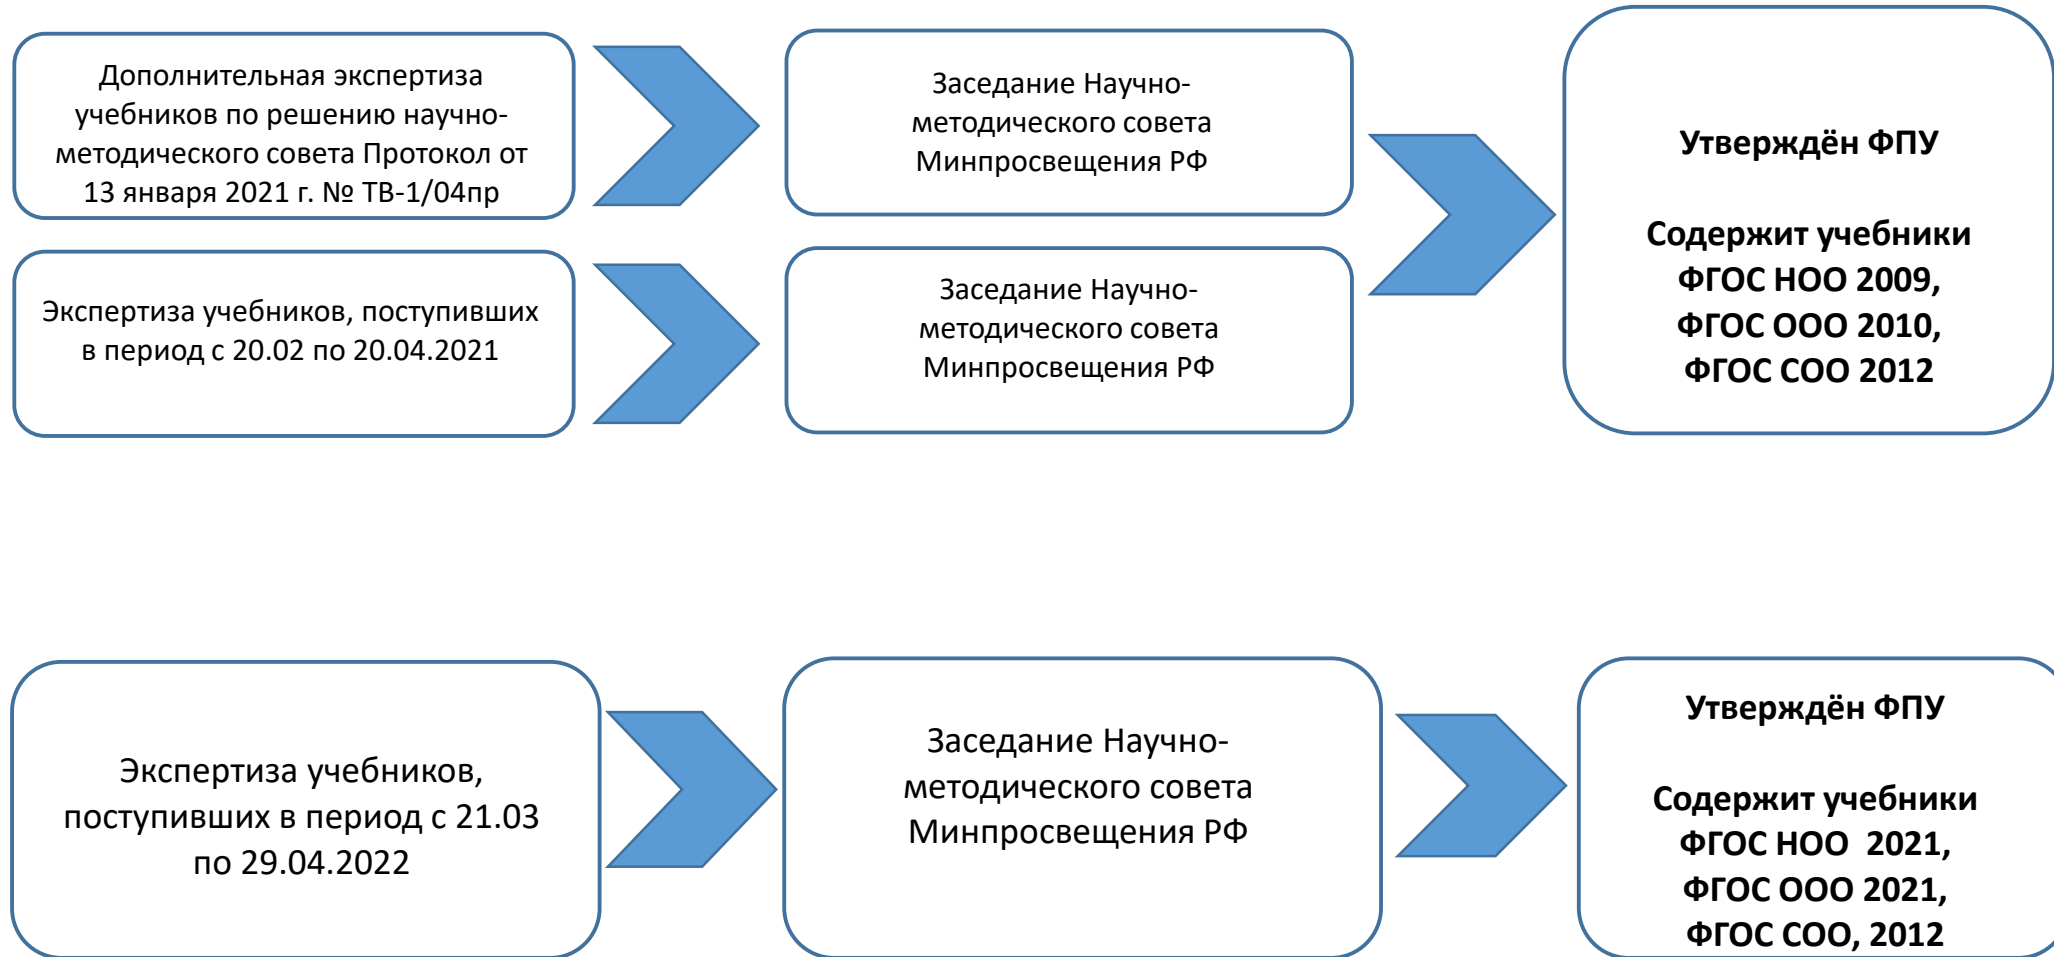 Дополнительная экспертиза
учебников по решению научно-
методического совета Протокол от
13 января 2021 г. № ТВ-1/04пр
Заседание Научно-
методического совета
Минпросвещения РФ
Экспертиза учебников, поступивших
в период с 20.02 по 20.04.2021
Заседание Научно-
методического совета
Минпросвещения РФ
Утверждён ФПУ
Содержит учебники
ФГОС НОО 2009,
ФГОС ООО 2010,
ФГОС СОО 2012
Экспертиза учебников,
поступивших в период с 21.03
по 29.04.2022
Заседание Научно-
методического совета
Минпросвещения РФ
Утверждён ФПУ
Содержит учебники
ФГОС НОО  2021,
ФГОС ООО 2021,
ФГОС СОО, 2012